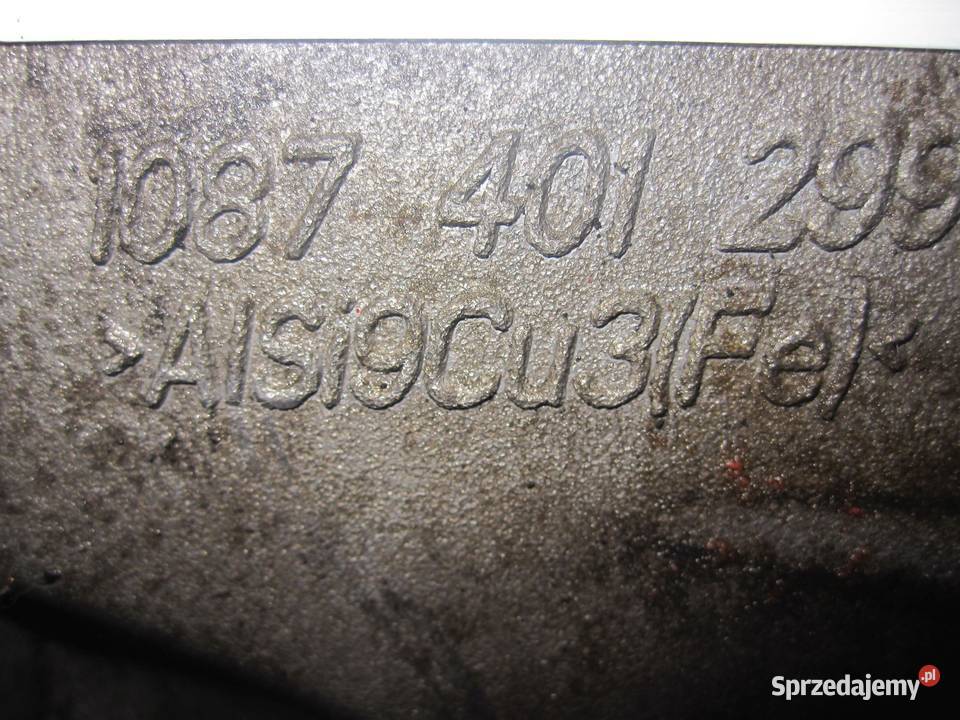 1087 401 299
>AlSi9Cu3(Fe)<
Sprzedajemy.pl